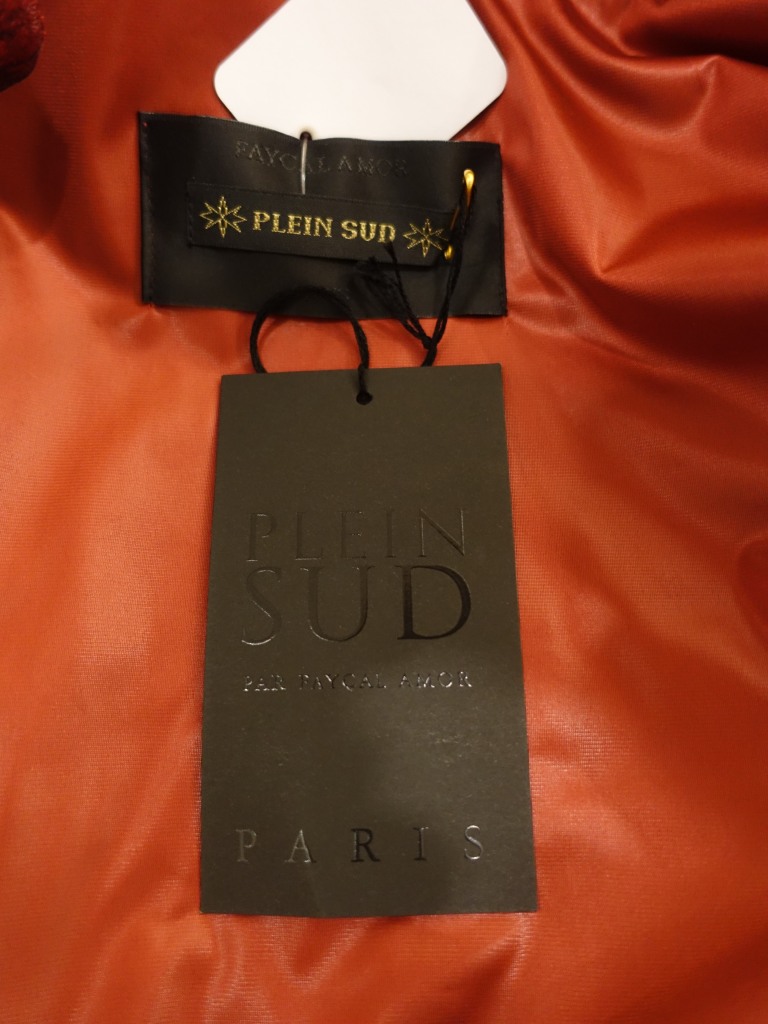 FAYÇAL AMOR
PLEIN SUD
PLEIN
SUD
PAR FAYÇAL AMOR
PARIS